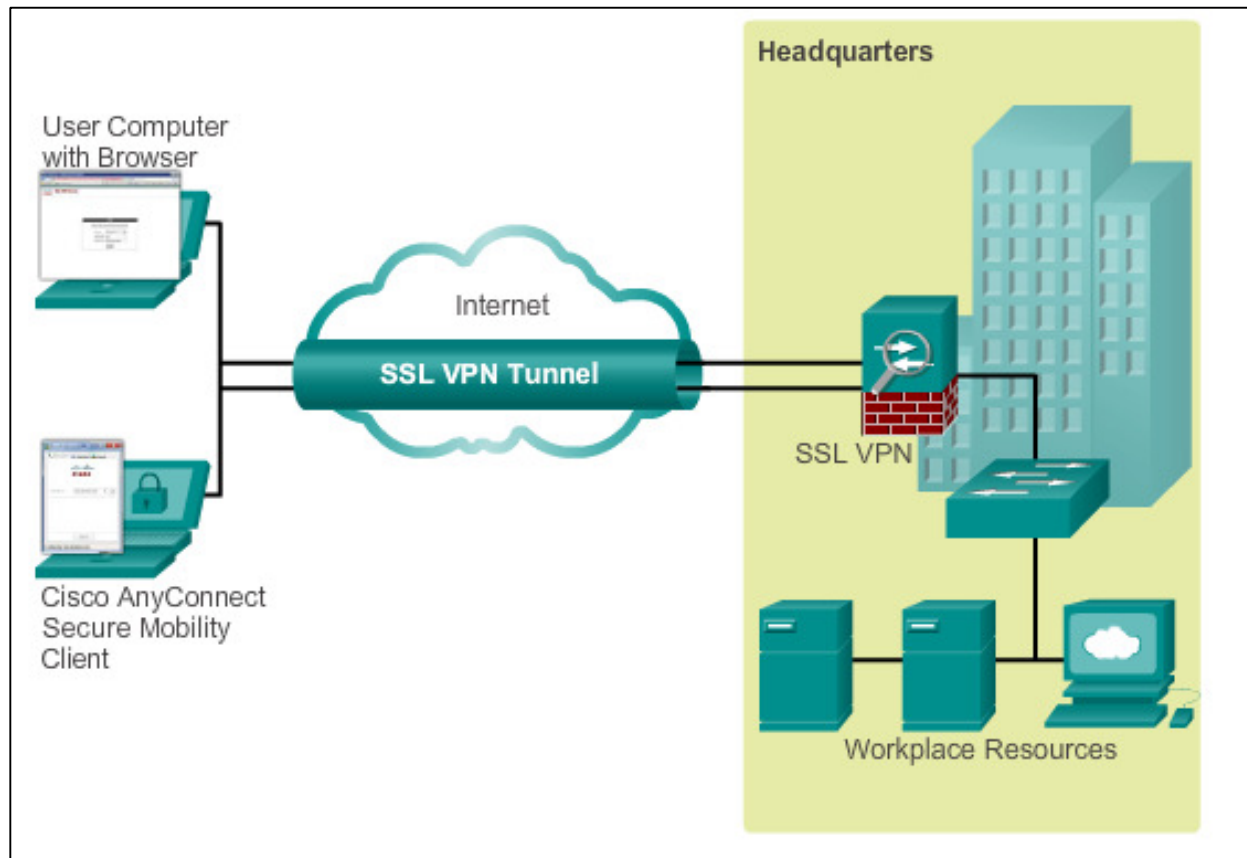 Headquarters
User Computer
with Browser
Internet
SSL VPN Tunnel
SSL VPN
Cisco AnyConnect
Secure Mobility
Client
Workplace Resources